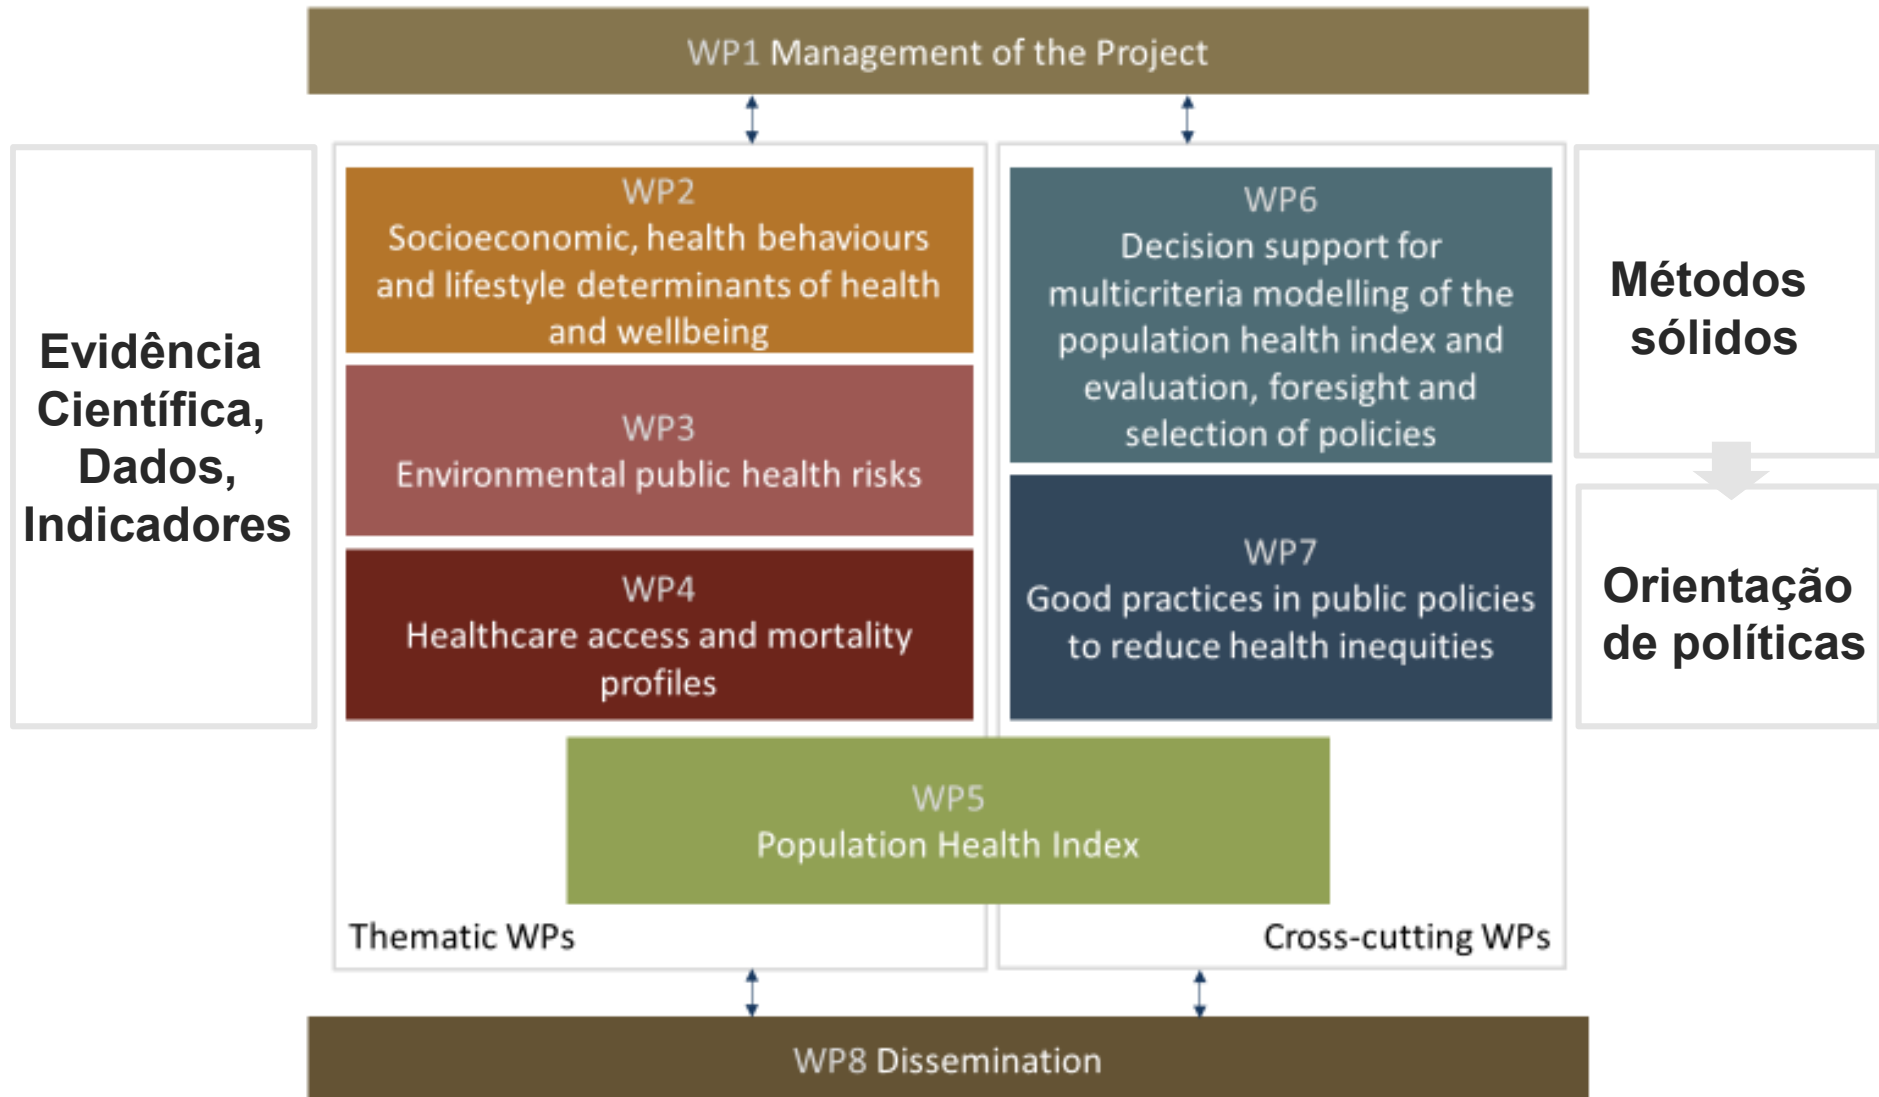 WP1 Management of the Project
Evidência
Científica,
Dados,
Indicadores
WP2
Socioeconomic, health behaviours
and lifestyle determinants of health
and wellbeing
WP3
Environmental public health risks
WP4
Healthcare access and mortality
profiles
WP6
Decision support for
multicriteria modelling of the
population health index and
evaluation, foresight and
selection of policies
WP7
Good practices in public policies
to reduce health inequities
Métodos
sólidos
Orientação
de políticas
WP5
Population Health Index
Thematic WPs
Cross-cutting WPs
WP8 Dissemination